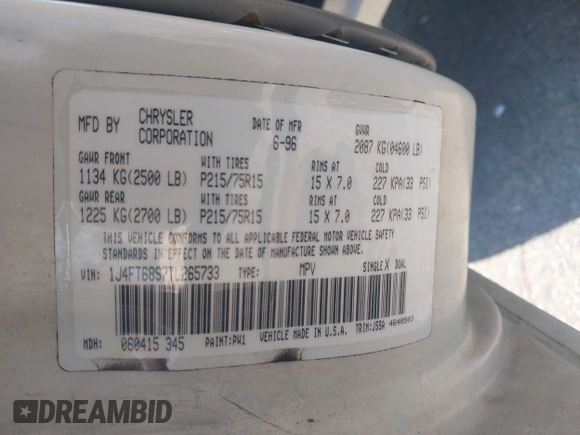 MFD BY CHRYSLER CORPORATION DATE OF MFR 6-96 GVWR 2087 KG(04600 LB)
GAWR FRONT WITH TIRES RIMS AT COLD
1134 KG(2500 LB) P215/75R15 15 X 7.0 227 KPA(33 PSI)
GAWR REAR WITH TIRES RIMS AT COLD
1225 KG(2700 LB) P215/75R15 15 X 7.0 227 KPA(33 PSI)
THIS VEHICLE CONFORMS TO ALL APPLICABLE FEDERAL MOTOR VEHICLE SAFETY
STANDARDS IN EFFECT ON THE DATE OF MANUFACTURE SHOWN ABOVE.
VIN: 1J4FT68S7TL265733 TYPE: MPV SINGLE X DUAL
MDH: 060415 345 PAINT:PW1 VEHICLE MADE IN U.S.A. TRIM:JSSA 4648503
DREAMBID